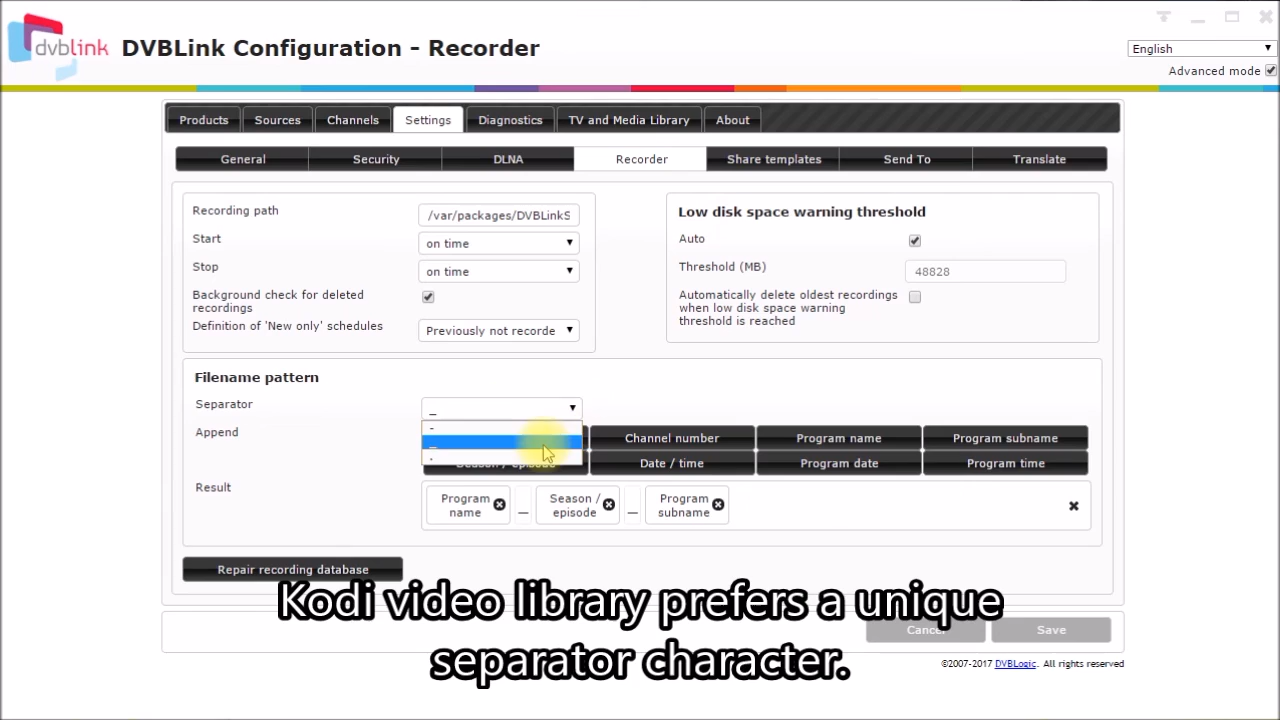 dvblink
DVBLink Configuration - Recorder
English
Advanced mode
Products
Sources
Channels
Settings
Diagnostics
TV and Media Library
About
General
Security
DLNA
Recorder
Share templates
Send To
Translate
Recording path
/var/packages/DVBLinkS
Start
on time
Stop
on time
Background check for deleted
recordings
Definition of 'New only' schedules
Previously not recorde
Low disk space warning threshold
Auto
Threshold (MB)
48828
Automatically delete oldest recordings
when low disk space warning
threshold is reached
Filename pattern
Separator
_
-
_
.
Append
Channel number
Program name
Program subname
Season / episode
Date / time
Program date
Program time
Result
Program
name
_
Season /
episode
_
Program
subname
Repair recording database
Kodi video library prefers a unique
separator character.
Cancel
Save
©2007-2017 DVBLogic. All rights reserved